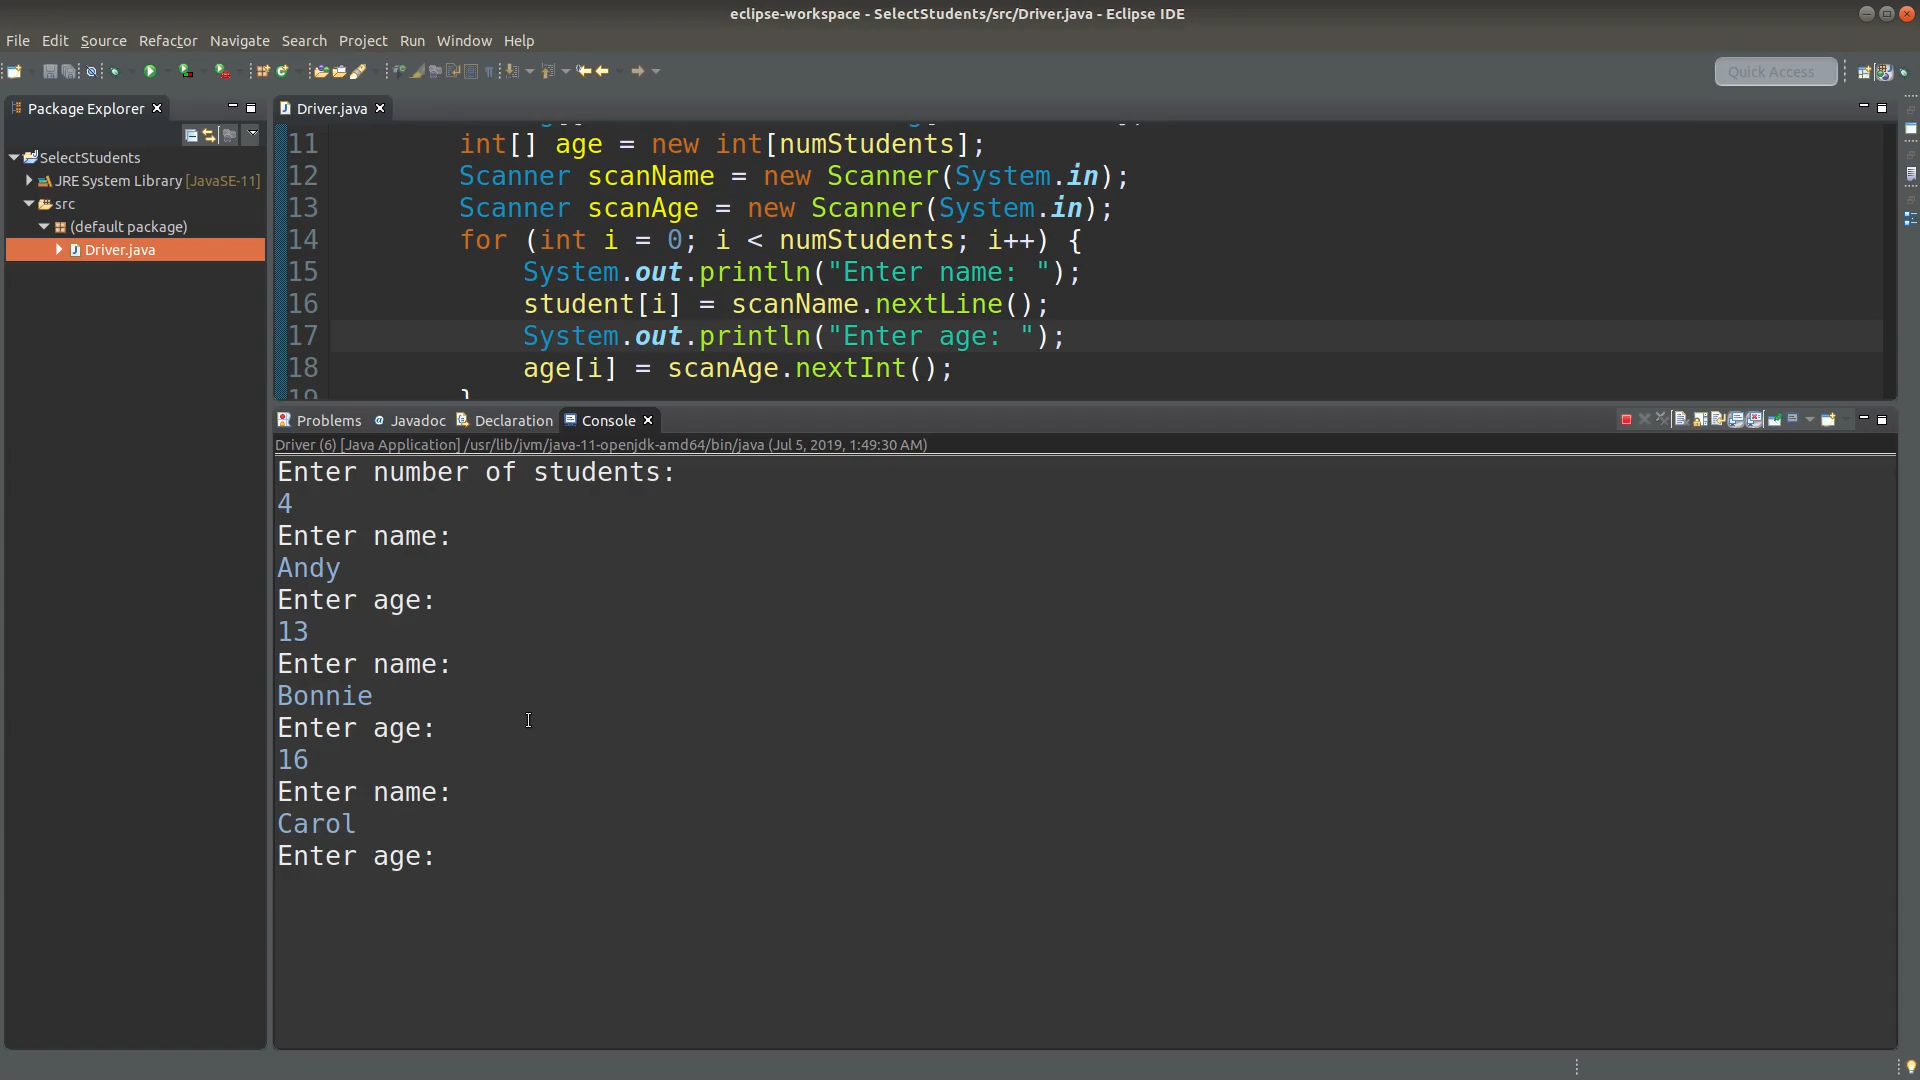 eclipse-workspace - SelectStudents/src/Driver.java - Eclipse IDE
File Edit Source Refactor Navigate Search Project Run Window Help
Quick Access
Package Explorer
Driver.java
SelectStudents
JRE System Library [JavaSE-11]
src
(default package)
Driver.java
11 int[] age = new int[numStudents];
12 Scanner scanName = new Scanner(System.in);
13 Scanner scanAge = new Scanner(System.in);
14 for (int i = 0; i < numStudents; i++) {
15 System.out.println("Enter name: ");
16 student[i] = scanName.nextLine();
17 System.out.println("Enter age: ");
18 age[i] = scanAge.nextInt();
19 }
Problems Javadoc Declaration Console
Driver (6) [Java Application] /usr/lib/jvm/java-11-openjdk-amd64/bin/java (Jul 5, 2019, 1:49:30 AM)
Enter number of students:
4
Enter name:
Andy
Enter age:
13
Enter name:
Bonnie
Enter age:
16
Enter name:
Carol
Enter age: